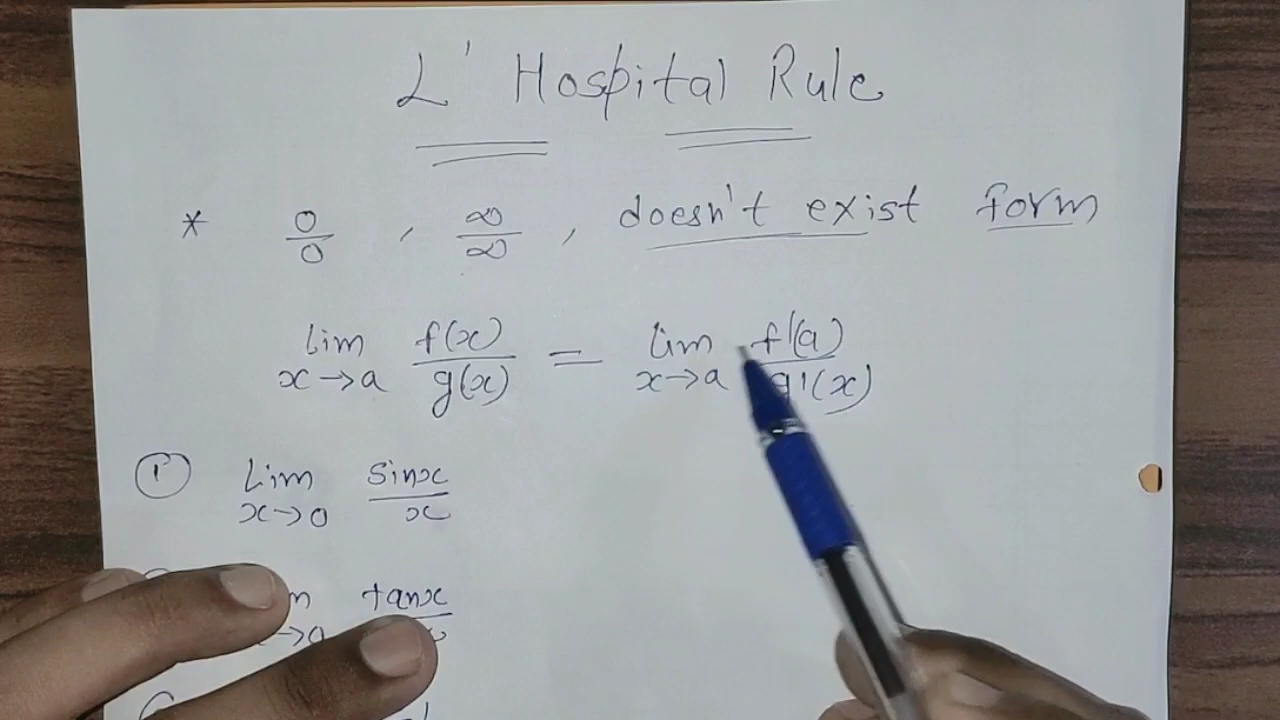 L' Hospital Rule
* 0/0 , ∞/∞ , doesn't exist form
lim x→a f(x)/g(x) = lim x→a f'(a)/g'(x)
① Lim x→0 sinx/x
tanx